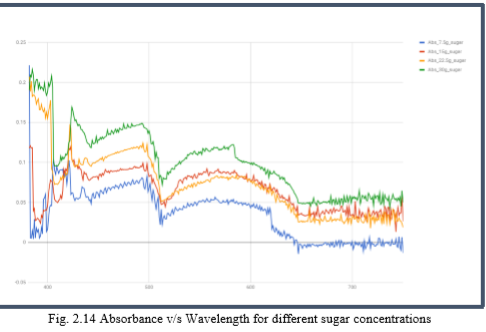 0.25
Abs_7.5g_sugar
Abs_15g_sugar
Abs_22.5g_sugar
Abs_30g_sugar
0.2
0.15
0.1
0.05
0
-0.05
400
500
600
700
Fig. 2.14 Absorbance v/s Wavelength for different sugar concentrations